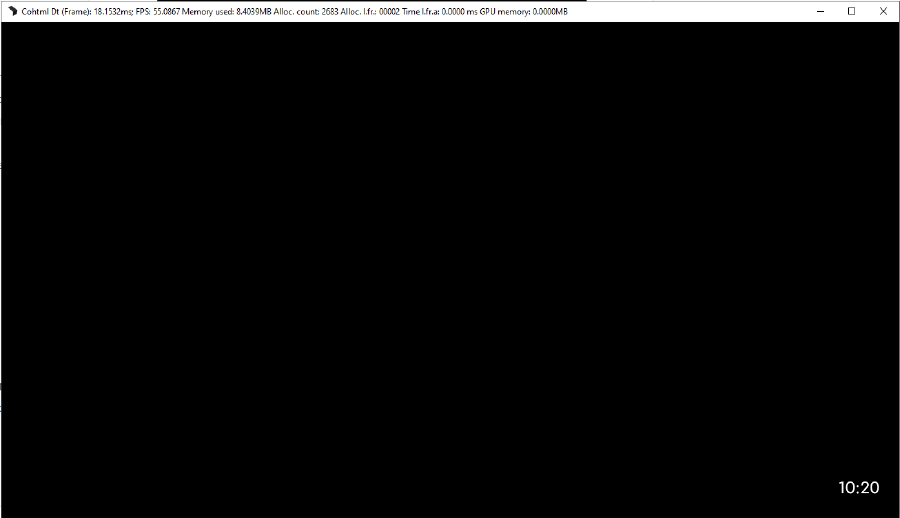 Cohtml Dt (Frame): 18.1532ms; FPS: 55.0867 Memory used: 8.4039MB Alloc. count: 2683 Alloc. l.fr.: 00002 Time l.fr.a: 0.0000 ms GPU memory: 0.0000MB
10:20